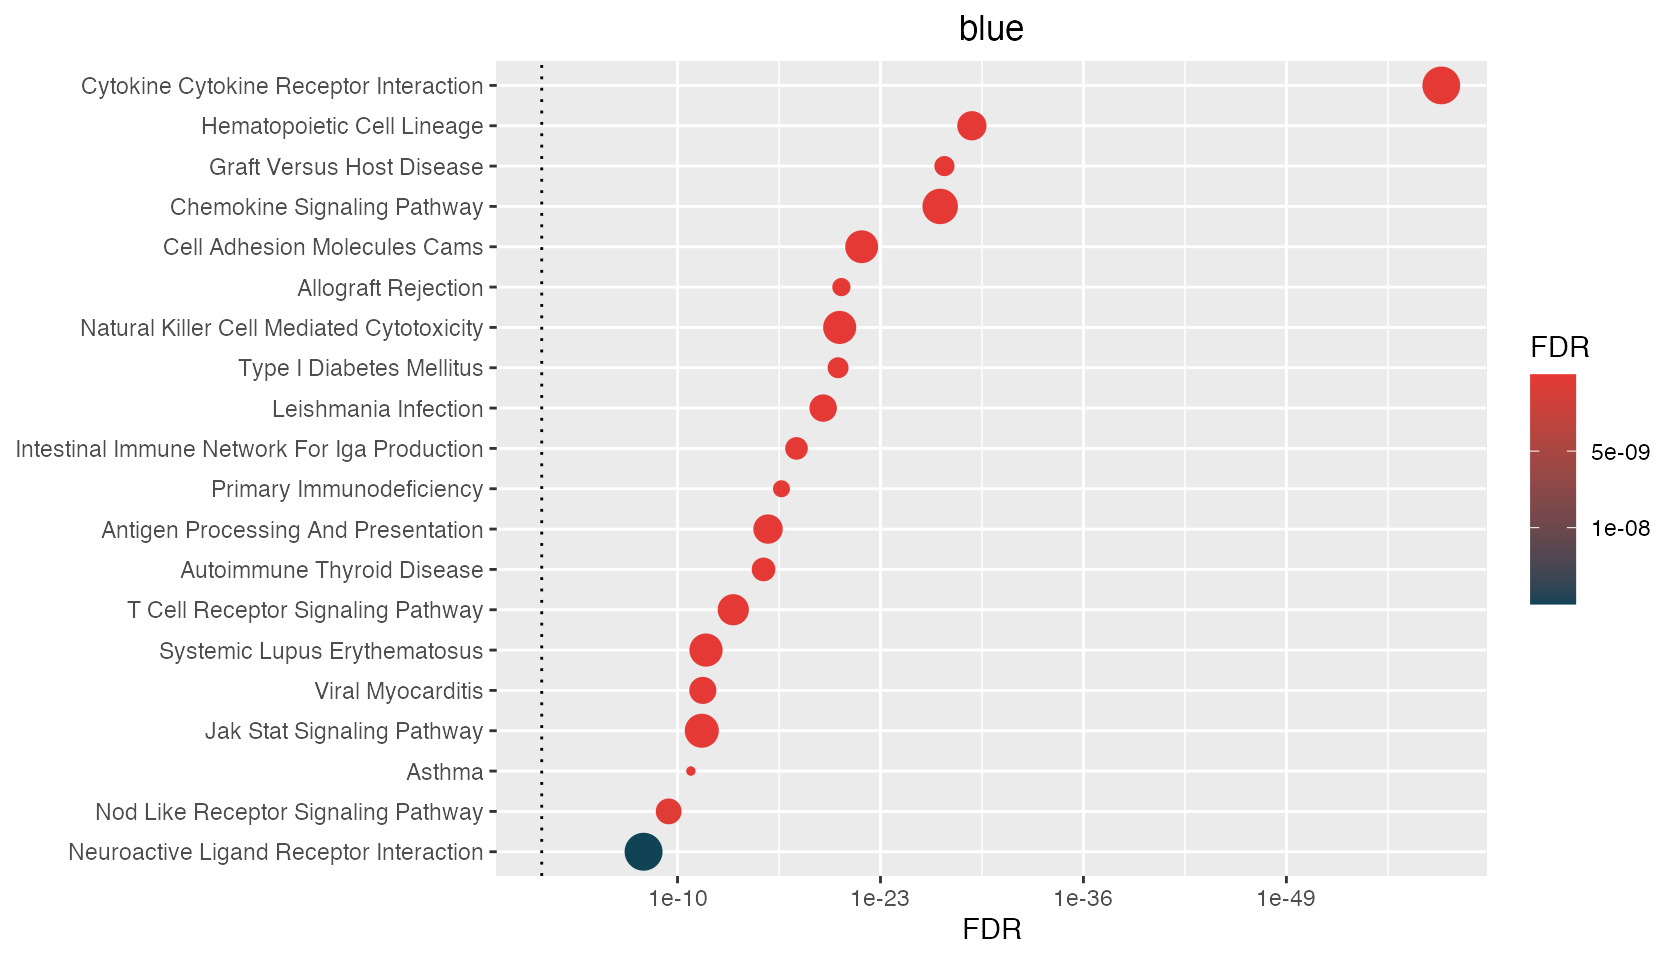 blue
Cytokine Cytokine Receptor Interaction
Hematopoietic Cell Lineage
Graft Versus Host Disease
Chemokine Signaling Pathway
Cell Adhesion Molecules Cams
Allograft Rejection
Natural Killer Cell Mediated Cytotoxicity
Type I Diabetes Mellitus
Leishmania Infection
Intestinal Immune Network For Iga Production
Primary Immunodeficiency
Antigen Processing And Presentation
Autoimmune Thyroid Disease
T Cell Receptor Signaling Pathway
Systemic Lupus Erythematosus
Viral Myocarditis
Jak Stat Signaling Pathway
Asthma
Nod Like Receptor Signaling Pathway
Neuroactive Ligand Receptor Interaction
1e-10 1e-23 1e-36 1e-49
FDR
FDR
5e-09
1e-08